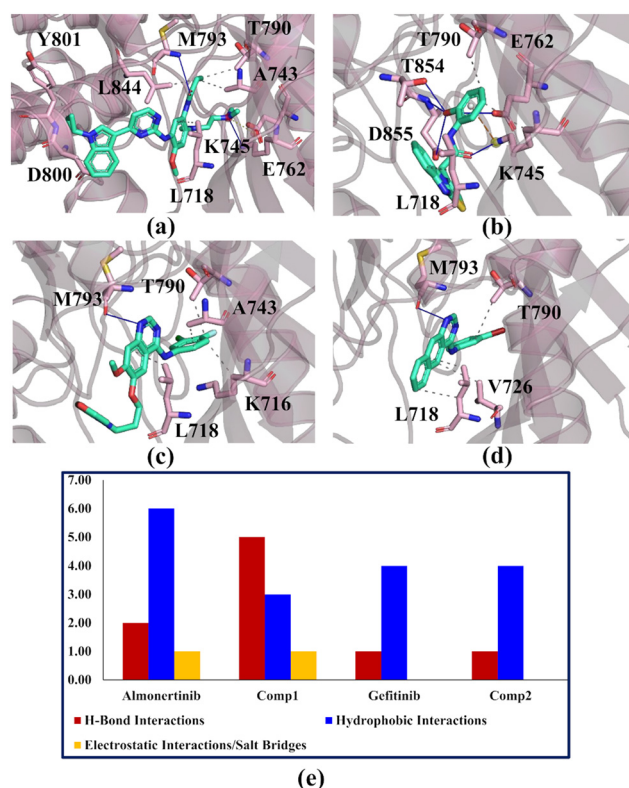 Y801 M793 T790
L844 A743
D800 K745 E762
L718
(a)
T790 E762
T854
D855
L718 K745
(b)
M793 T790
A743
K716
L718
(c)
M793
T790
V726
L718
(d)
7.00
6.00
5.00
4.00
3.00
2.00
1.00
0.00
Almonertinib Comp1 Gefitinib Comp2
H-Bond Interactions Hydrophobic Interactions
Electrostatic Interactions/Salt Bridges
(e)